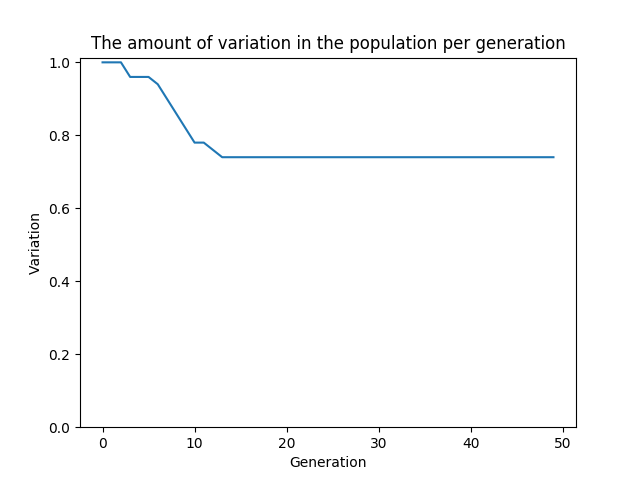 The amount of variation in the population per generation
1.0
0.8
0.6
0.4
0.2
0.0
Variation
0 10 20 30 40 50
Generation